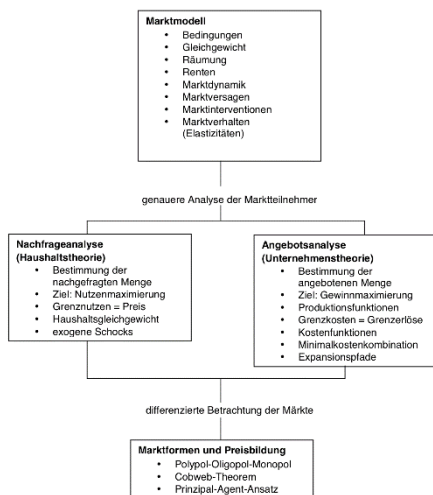 Marktmodell
• Bedingungen
• Gleichgewicht
• Räumung
• Renten
• Marktdynamik
• Marktversagen
• Marktinterventionen
• Marktverhalten
(Elastizitäten)
genauere Analyse der Marktteilnehmer
Nachfrageanalyse
(Haushaltstheorie)
• Bestimmung der
nachgefragten Menge
• Ziel: Nutzenmaximierung
• Grenznutzen = Preis
• Haushaltsgleichgewicht
• exogene Schocks
Angebotsanalyse
(Unternehmenstheorie)
• Bestimmung der
angebotenen Menge
• Ziel: Gewinnmaximierung
• Produktionsfunktionen
• Grenzkosten = Grenzerlöse
• Kostenfunktionen
• Minimalkostenkombination
• Expansionspfade
differenzierte Betrachtung der Märkte
Marktformen und Preisbildung
• Polypol-Oligopol-Monopol
• Cobweb-Theorem
• Prinzipal-Agent-Ansatz